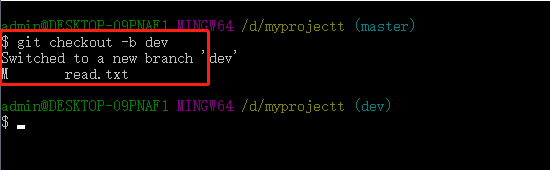 admin@DESKTOP-09PNAF1 MINGW64 /d/myprojectt (master)
$ git checkout -b dev
Switched to a new branch 'dev'
M       read.txt
admin@DESKTOP-09PNAF1 MINGW64 /d/myprojectt (dev)
$